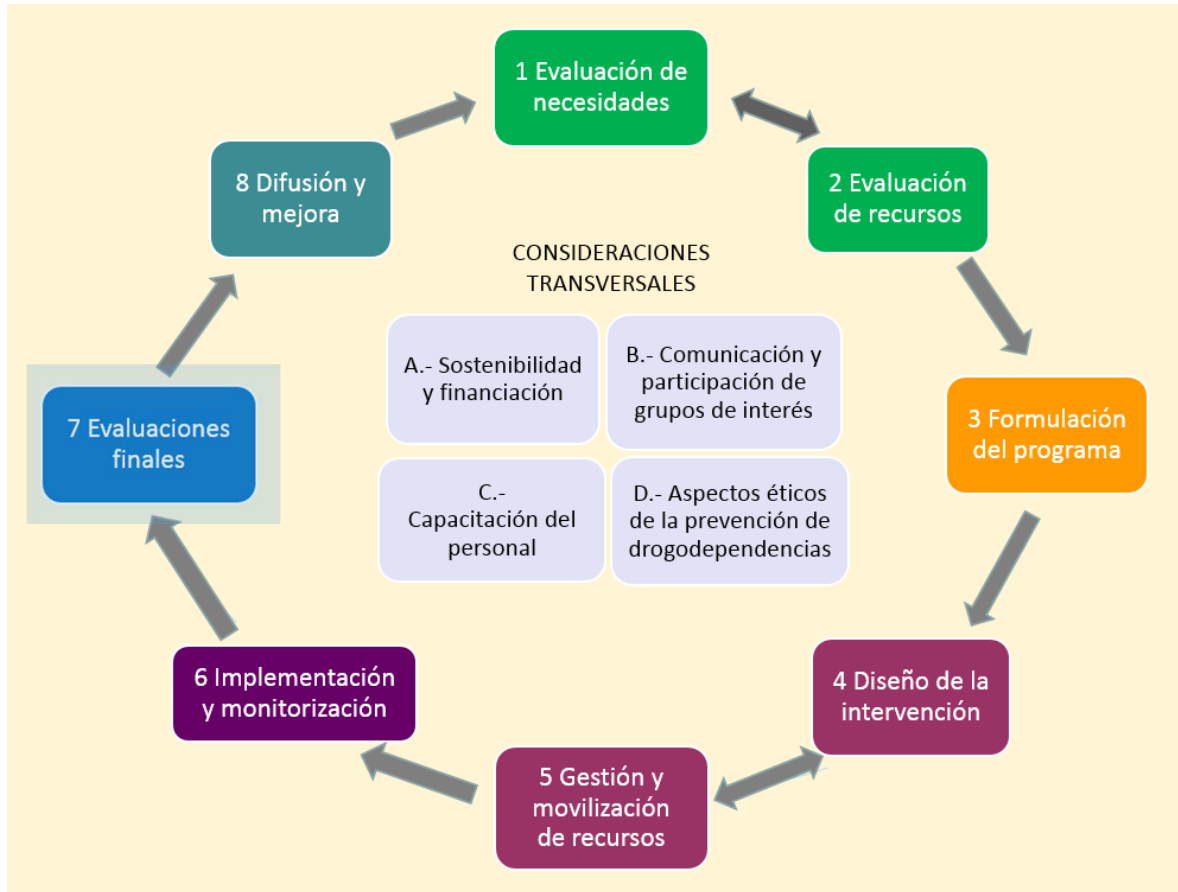 1 Evaluación de
necesidades
2 Evaluación
de recursos
3 Formulación
del programa
4 Diseño de la
intervención
5 Gestión y
movilización
de recursos
6 Implementación
y monitorización
7 Evaluaciones
finales
8 Difusión y
mejora
CONSIDERACIONES
TRANSVERSALES
A.- Sostenibilidad
y financiación
B.- Comunicación y
participación de
grupos de interés
C.-
Capacitación del
personal
D.- Aspectos éticos
de la prevención de
drogodependencias